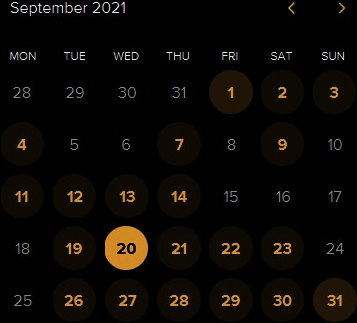 September 2021
MON TUE WED THU FRI SAT SUN
28 29 30 31 1 2 3
4 5 6 7 8 9 10
11 12 13 14 15 16 17
18 19 20 21 22 23 24
25 26 27 28 29 30 31